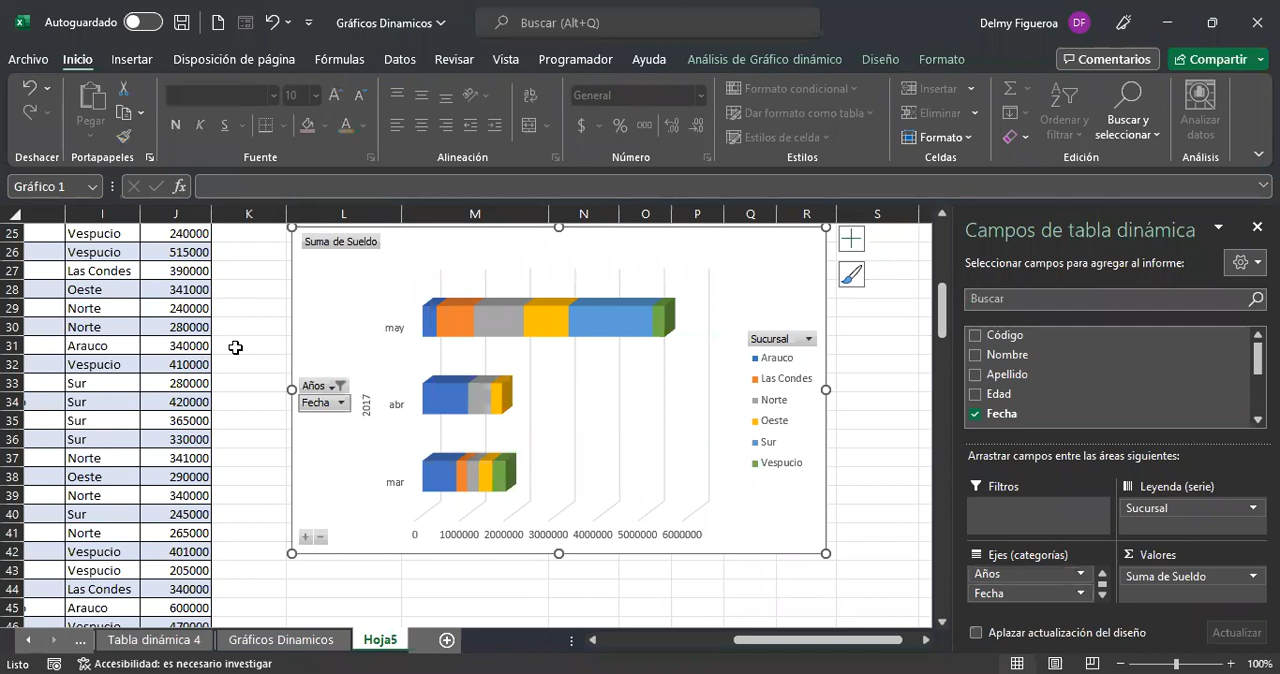 Autoguardado Gráficos Dinamicos Buscar (Alt+Q) Delmy Figueroa DF
Archivo Inicio Insertar Disposición de página Fórmulas Datos Revisar Vista Programador Ayuda Análisis de Gráfico dinámico Diseño Formato Comentarios Compartir
Pegar 10 General Formato condicional Insertar
N K S $ % 000 Dar formato como tabla Eliminar Ordenar y filtrar Buscar y seleccionar Analizar datos
Estilos de celda Formato
Deshacer Portapapeles Fuente Alineación Número Estilos Celdas Edición Análisis
Gráfico 1 fx
I J K L M N O P Q R S
25 Vespucio 240000
26 Vespucio 515000
27 Las Condes 390000
28 Oeste 341000
29 Norte 240000
30 Norte 280000
31 Arauco 340000
32 Vespucio 410000
33 Sur 280000
34 Sur 420000
35 Sur 365000
36 Sur 330000
37 Norte 341000
38 Oeste 290000
39 Norte 340000
40 Sur 245000
41 Norte 265000
42 Vespucio 401000
43 Vespucio 205000
44 Las Condes 340000
45 Arauco 600000
Vespucio 470000
Suma de Sueldo
may
abr
mar
2017
Años
Fecha
0 1000000 2000000 3000000 4000000 5000000 6000000
Sucursal
Arauco
Las Condes
Norte
Oeste
Sur
Vespucio
Campos de tabla dinámica
Seleccionar campos para agregar al informe:
Buscar
Código
Nombre
Apellido
Edad
Fecha
Arrastrar campos entre las áreas siguientes:
Filtros Leyenda (serie)
Sucursal
Ejes (categorías) Σ Valores
Años Suma de Sueldo
Fecha
Aplazar actualización del diseño Actualizar
... Tabla dinámica 4 Gráficos Dinamicos Hoja5
Listo Accesibilidad: es necesario investigar 100%